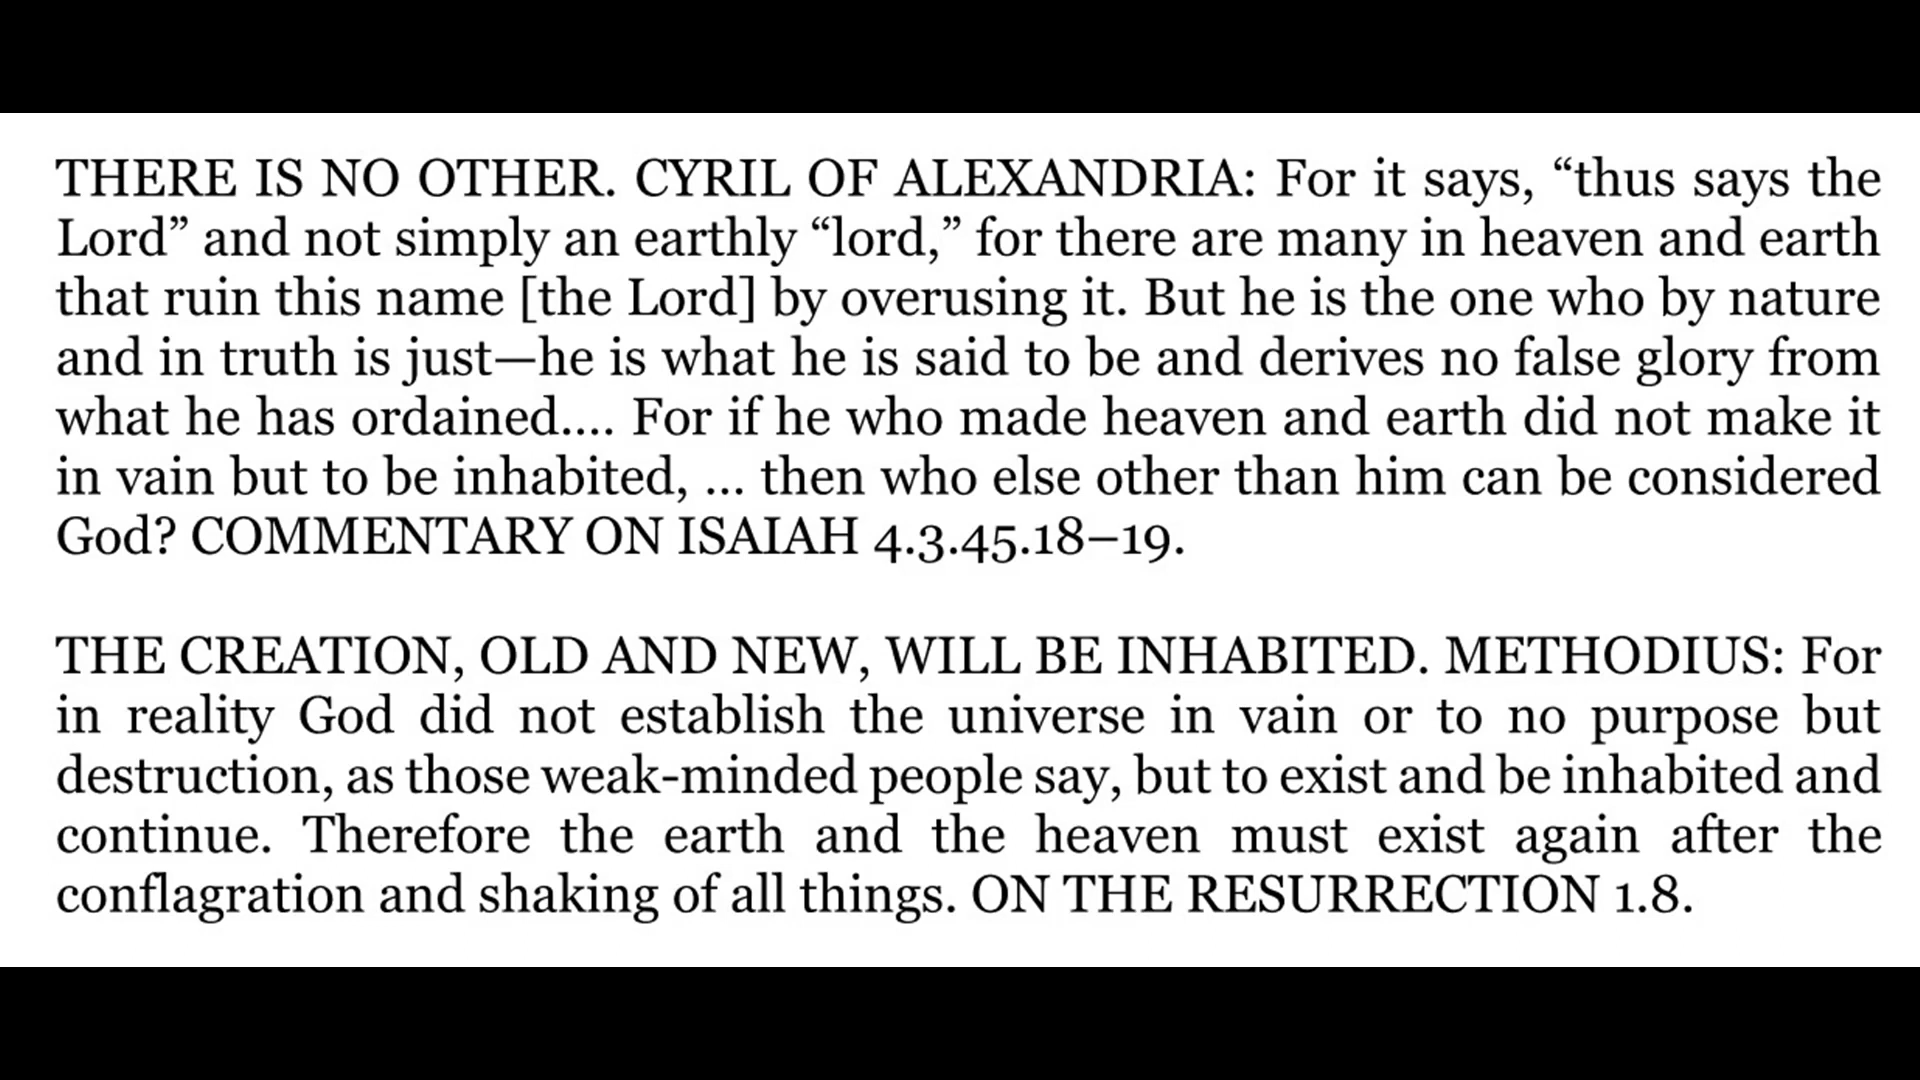 THERE IS NO OTHER. CYRIL OF ALEXANDRIA: For it says, “thus says the
Lord” and not simply an earthly “lord,” for there are many in heaven and earth
that ruin this name [the Lord] by overusing it. But he is the one who by nature
and in truth is just—he is what he is said to be and derives no false glory from
what he has ordained.... For if he who made heaven and earth did not make it
in vain but to be inhabited, ... then who else other than him can be considered
God? COMMENTARY ON ISAIAH 4.3.45.18–19.
THE CREATION, OLD AND NEW, WILL BE INHABITED. METHODIUS: For
in reality God did not establish the universe in vain or to no purpose but
destruction, as those weak-minded people say, but to exist and be inhabited and
continue. Therefore the earth and the heaven must exist again after the
conflagration and shaking of all things. ON THE RESURRECTION 1.8.